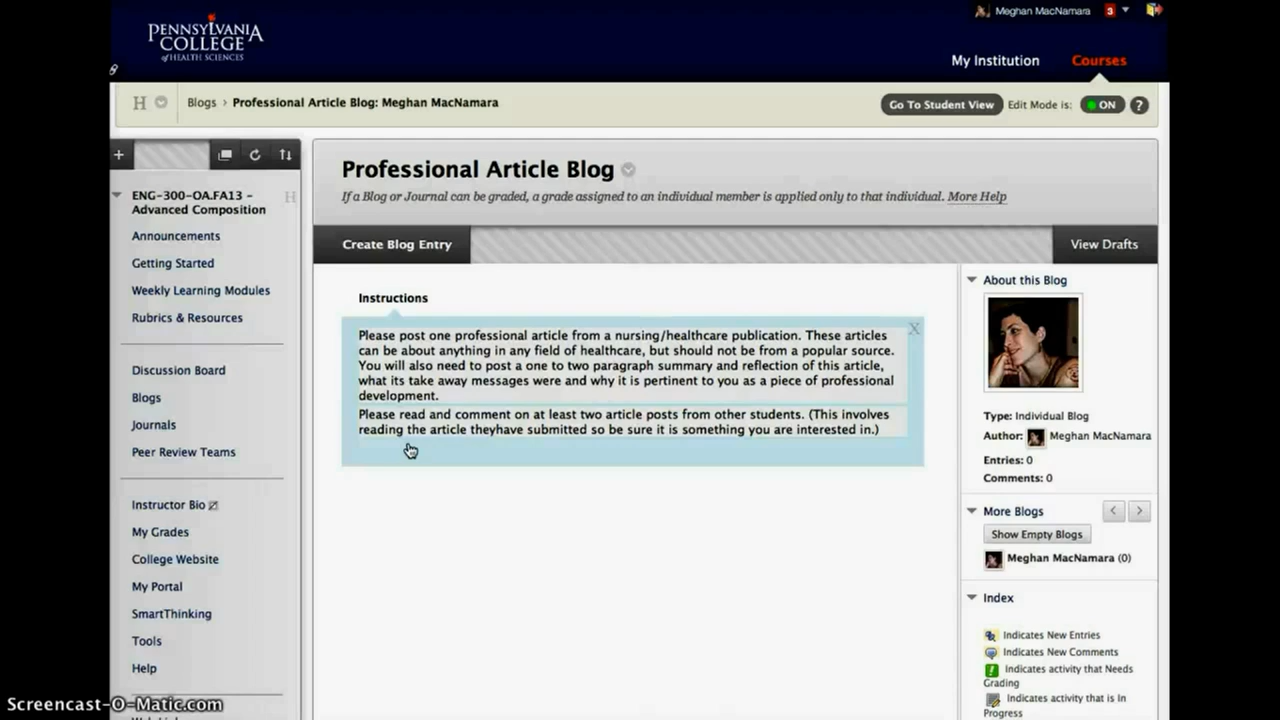 Meghan MacNamara 3
PENNSYLVANIA
COLLEGE
of HEALTH SCIENCES
My Institution Courses
H Blogs › Professional Article Blog: Meghan MacNamara Go To Student View Edit Mode is: ON ?
+
ENG-300-OA.FA13 – H
Advanced Composition
Announcements
Getting Started
Weekly Learning Modules
Rubrics & Resources
Discussion Board
Blogs
Journals
Peer Review Teams
Instructor Bio
My Grades
College Website
My Portal
SmartThinking
Tools
Help
Professional Article Blog
If a Blog or Journal can be graded, a grade assigned to an individual member is applied only to that individual. More Help
Create Blog Entry View Drafts
Instructions
X
Please post one professional article from a nursing/healthcare publication. These articles
can be about anything in any field of healthcare, but should not be from a popular source.
You will also need to post a one to two paragraph summary and reflection of this article,
what its take away messages were and why it is pertinent to you as a piece of professional
development.
Please read and comment on at least two article posts from other students. (This involves
reading the article theyhave submitted so be sure it is something you are interested in.)
About this Blog
Type: Individual Blog
Author: Meghan MacNamara
Entries: 0
Comments: 0
More Blogs < >
Show Empty Blogs
Meghan MacNamara (0)
Index
Indicates New Entries
Indicates New Comments
Indicates activity that Needs
Grading
Indicates activity that is In
Progress
Screencast-O-Matic.com